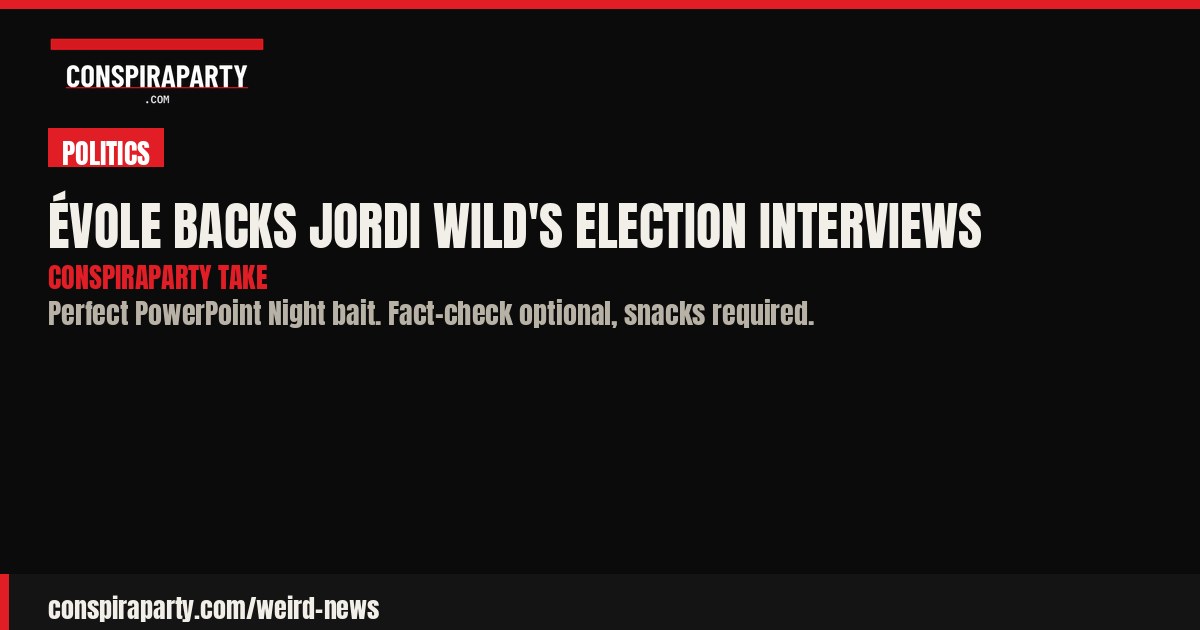 CONSPIRAPARTY
.COM
POLITICS
ÉVOLE BACKS JORDI WILD'S ELECTION INTERVIEWS
CONSPIRAPARTY TAKE
Perfect PowerPoint Night bait. Fact-check optional, snacks required.
conspiraparty.com/weird-news